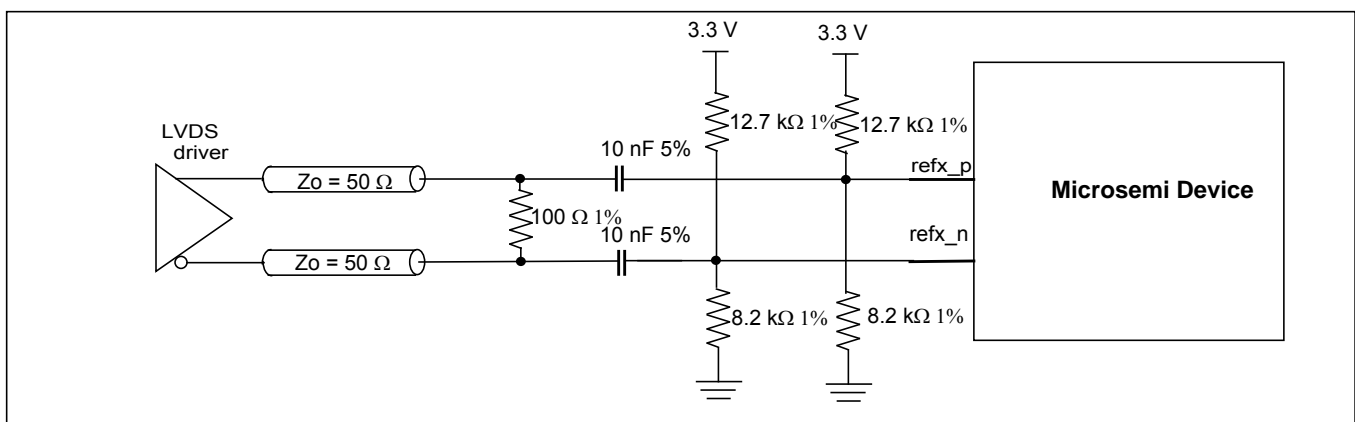 3.3 V
3.3 V
12.7 kΩ 1%
12.7 kΩ 1%
LVDS
driver
10 nF 5%
Zo = 50 Ω
refx_p
Microsemi Device
100 Ω 1%
10 nF 5%
refx_n
Zo = 50 Ω
8.2 kΩ 1%
8.2 kΩ 1%